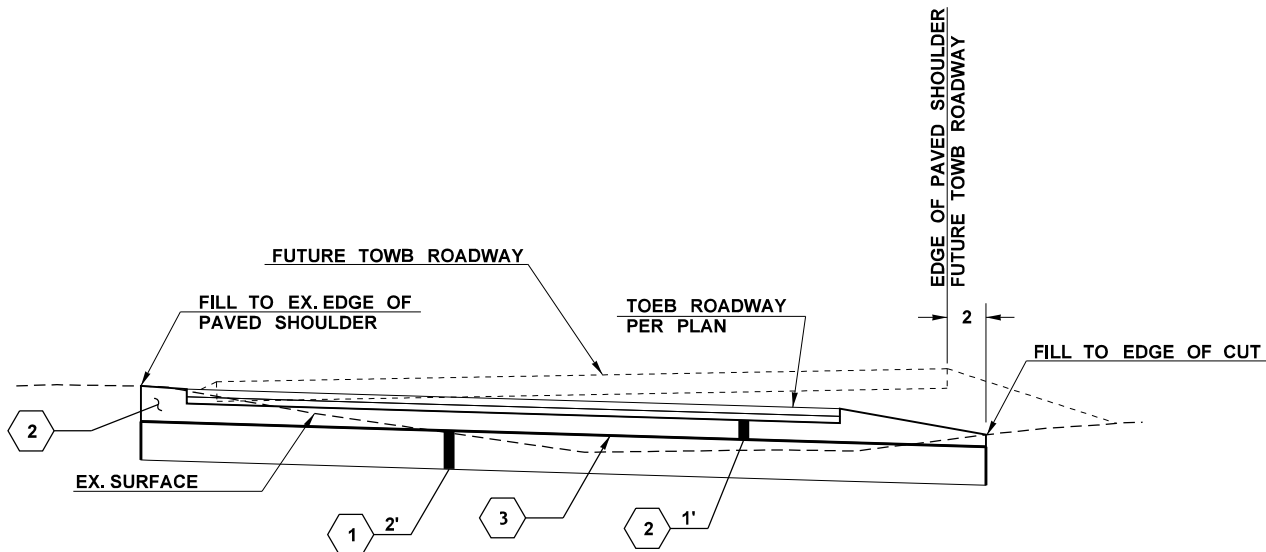 EDGE OF PAVED SHOULDER
FUTURE TOWB ROADWAY
FUTURE TOWB ROADWAY
FILL TO EX. EDGE OF
PAVED SHOULDER
TOEB ROADWAY
PER PLAN
2
FILL TO EDGE OF CUT
2
EX. SURFACE
1 2'
3
2 1'